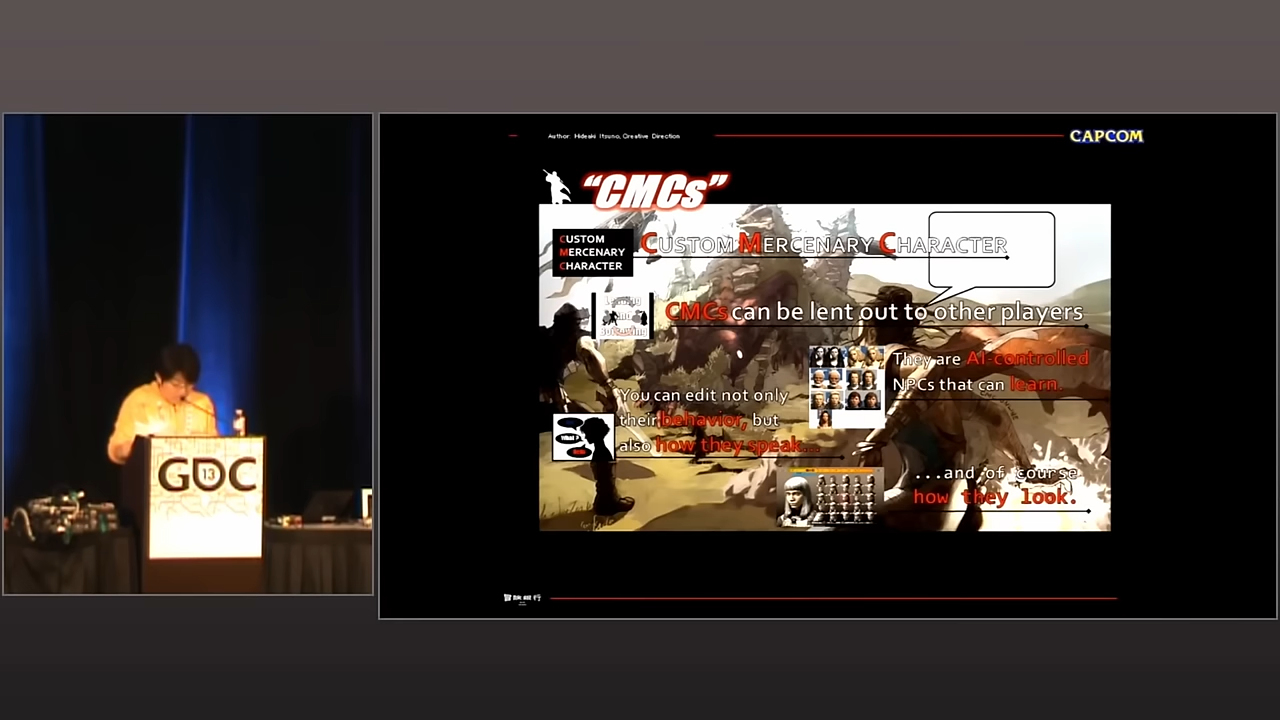 Author: Hideaki Itsuno, Creative Direction
CAPCOM
“CMCs”
CUSTOM
MERCENARY
CHARACTER
CUSTOM MERCENARY CHARACTER
CMCs can be lent out to other players
They are AI-controlled
NPCs that can learn.
You can edit not only
their behavior, but
also how they speak...
What?
...and of course
how they look.
GDC
13